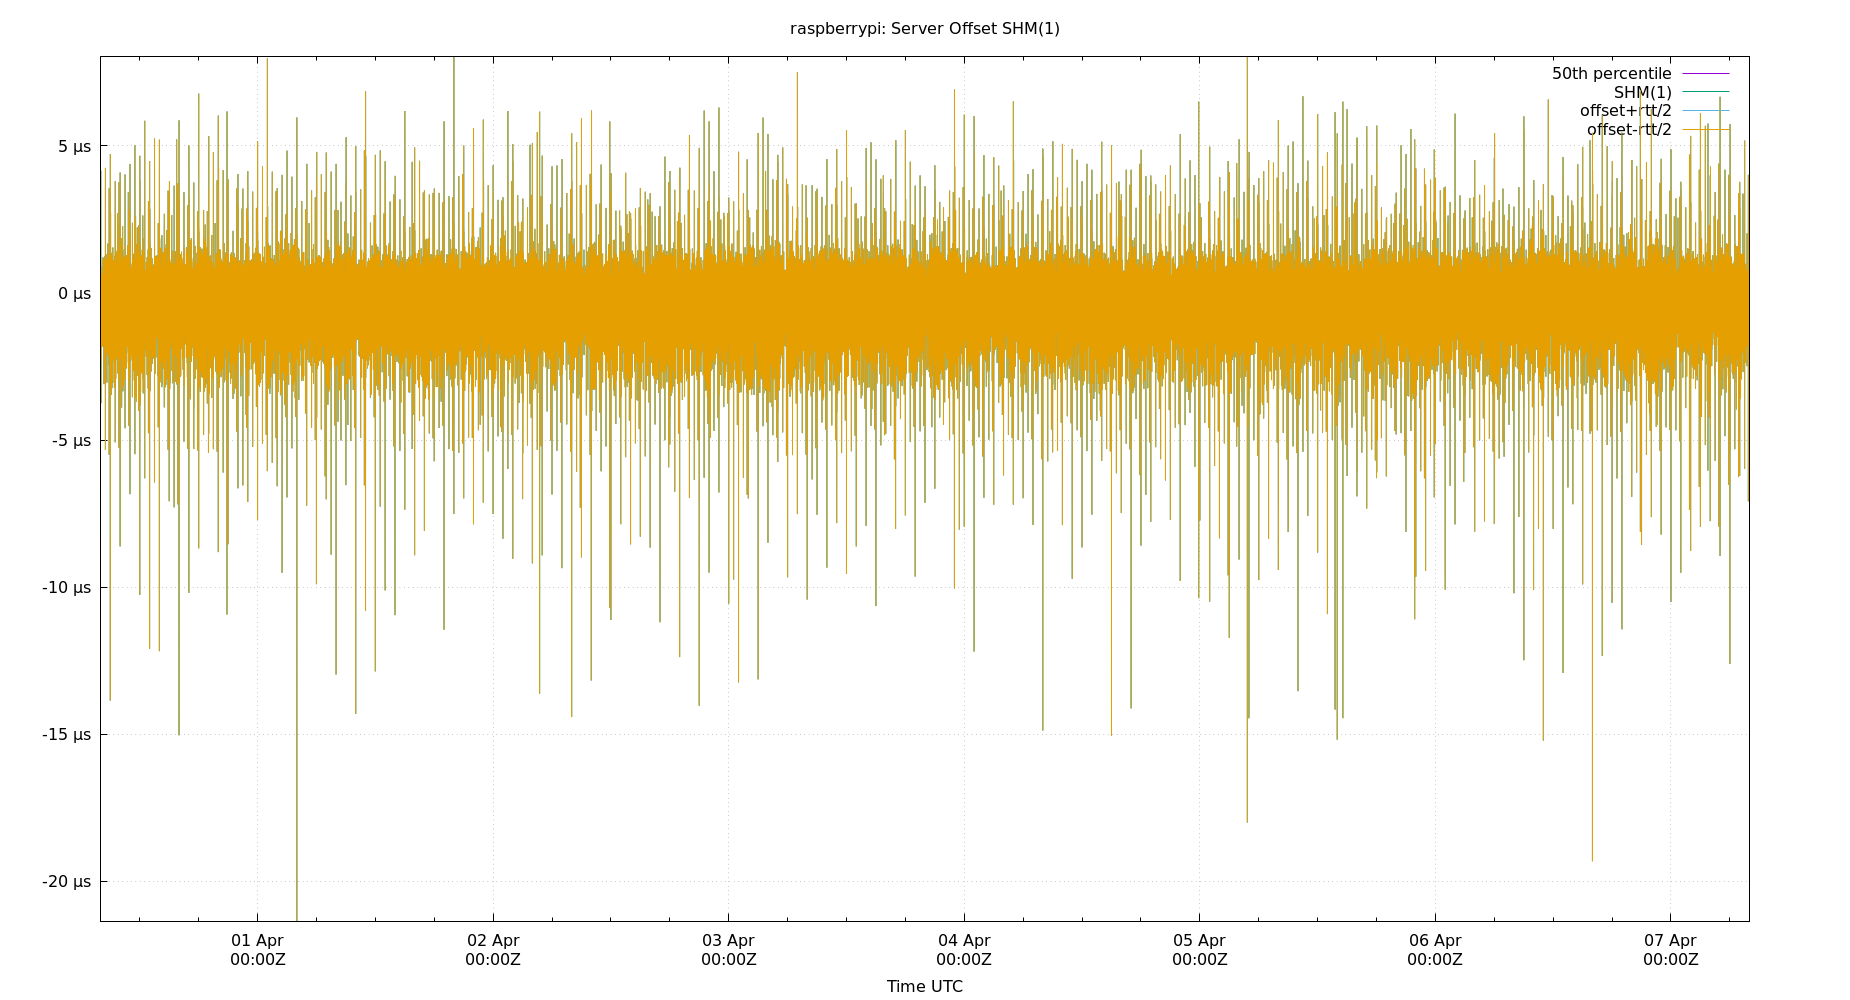 raspberrypi: Server Offset SHM(1)
50th percentile
SHM(1)
offset+rtt/2
offset-rtt/2
5 µs
0 µs
-5 µs
-10 µs
-15 µs
-20 µs
01 Apr
00:00Z
02 Apr
00:00Z
03 Apr
00:00Z
04 Apr
00:00Z
05 Apr
00:00Z
06 Apr
00:00Z
07 Apr
00:00Z
Time UTC